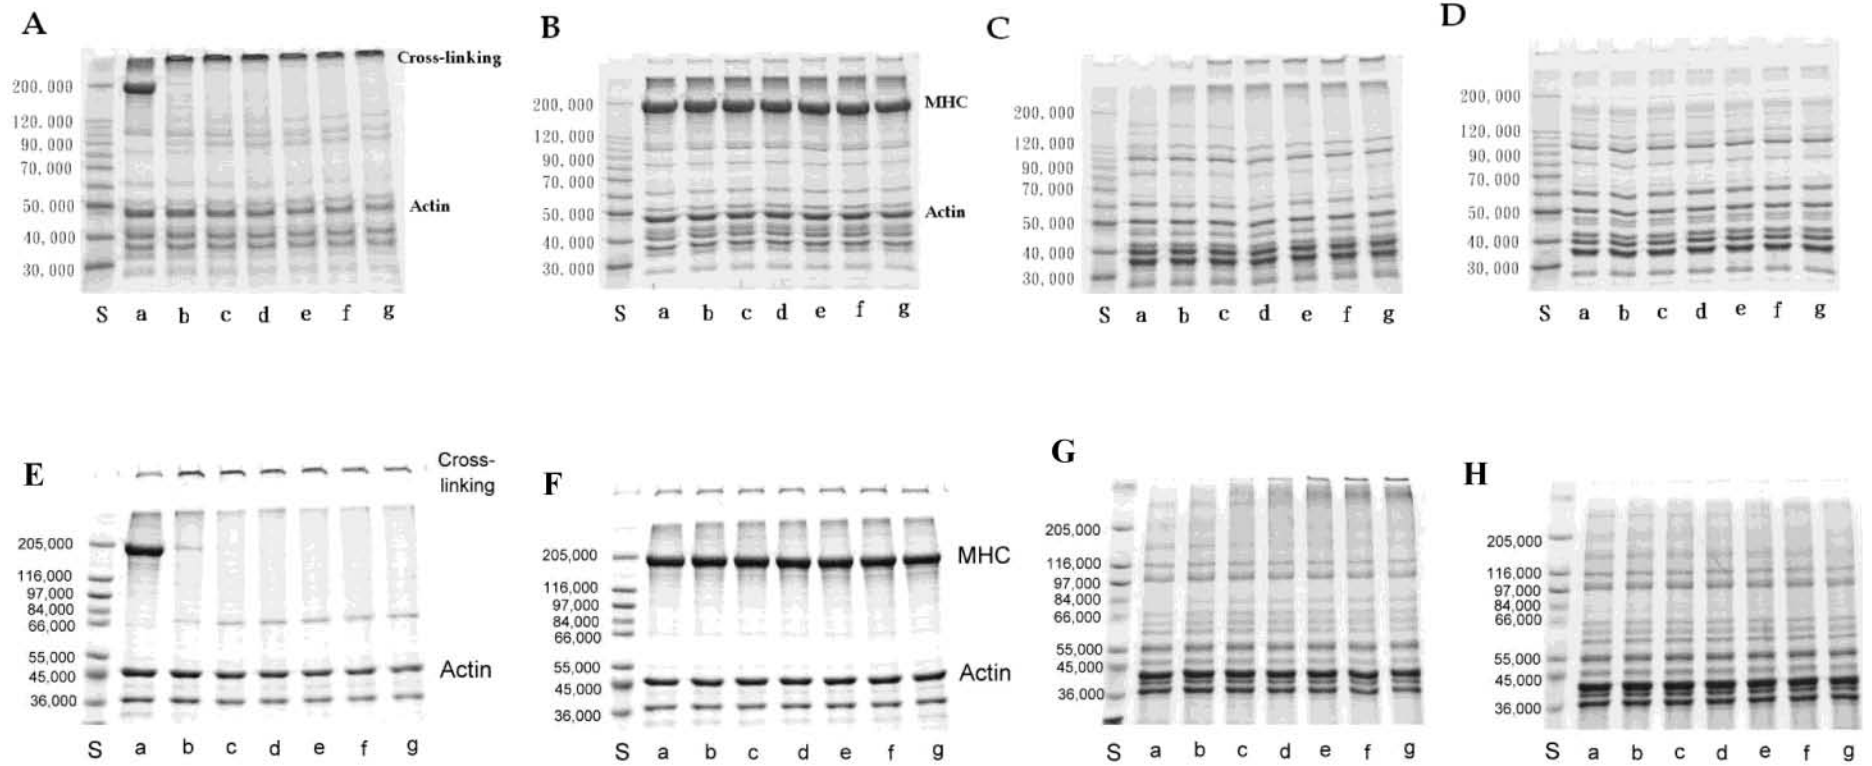 A
Cross-linking
200,000
120,000
90,000
70,000
50,000
Actin
40,000
30,000
S a b c d e f g
B
200,000
MHC
120,000
90,000
70,000
50,000
Actin
40,000
30,000
S a b c d e f g
C
200,000
120,000
90,000
70,000
50,000
40,000
30,000
S a b c d e f g
D
200,000
120,000
90,000
70,000
50,000
40,000
30,000
S a b c d e f g
E
Cross-
linking
205,000
116,000
97,000
84,000
66,000
55,000
45,000
Actin
36,000
S a b c d e f g
F
205,000
MHC
116,000
97,000
84,000
66,000
55,000
Actin
45,000
36,000
S a b c d e f g
G
205,000
116,000
97,000
84,000
66,000
55,000
45,000
36,000
S a b c d e f g
H
205,000
116,000
97,000
84,000
66,000
55,000
45,000
36,000
S a b c d e f g